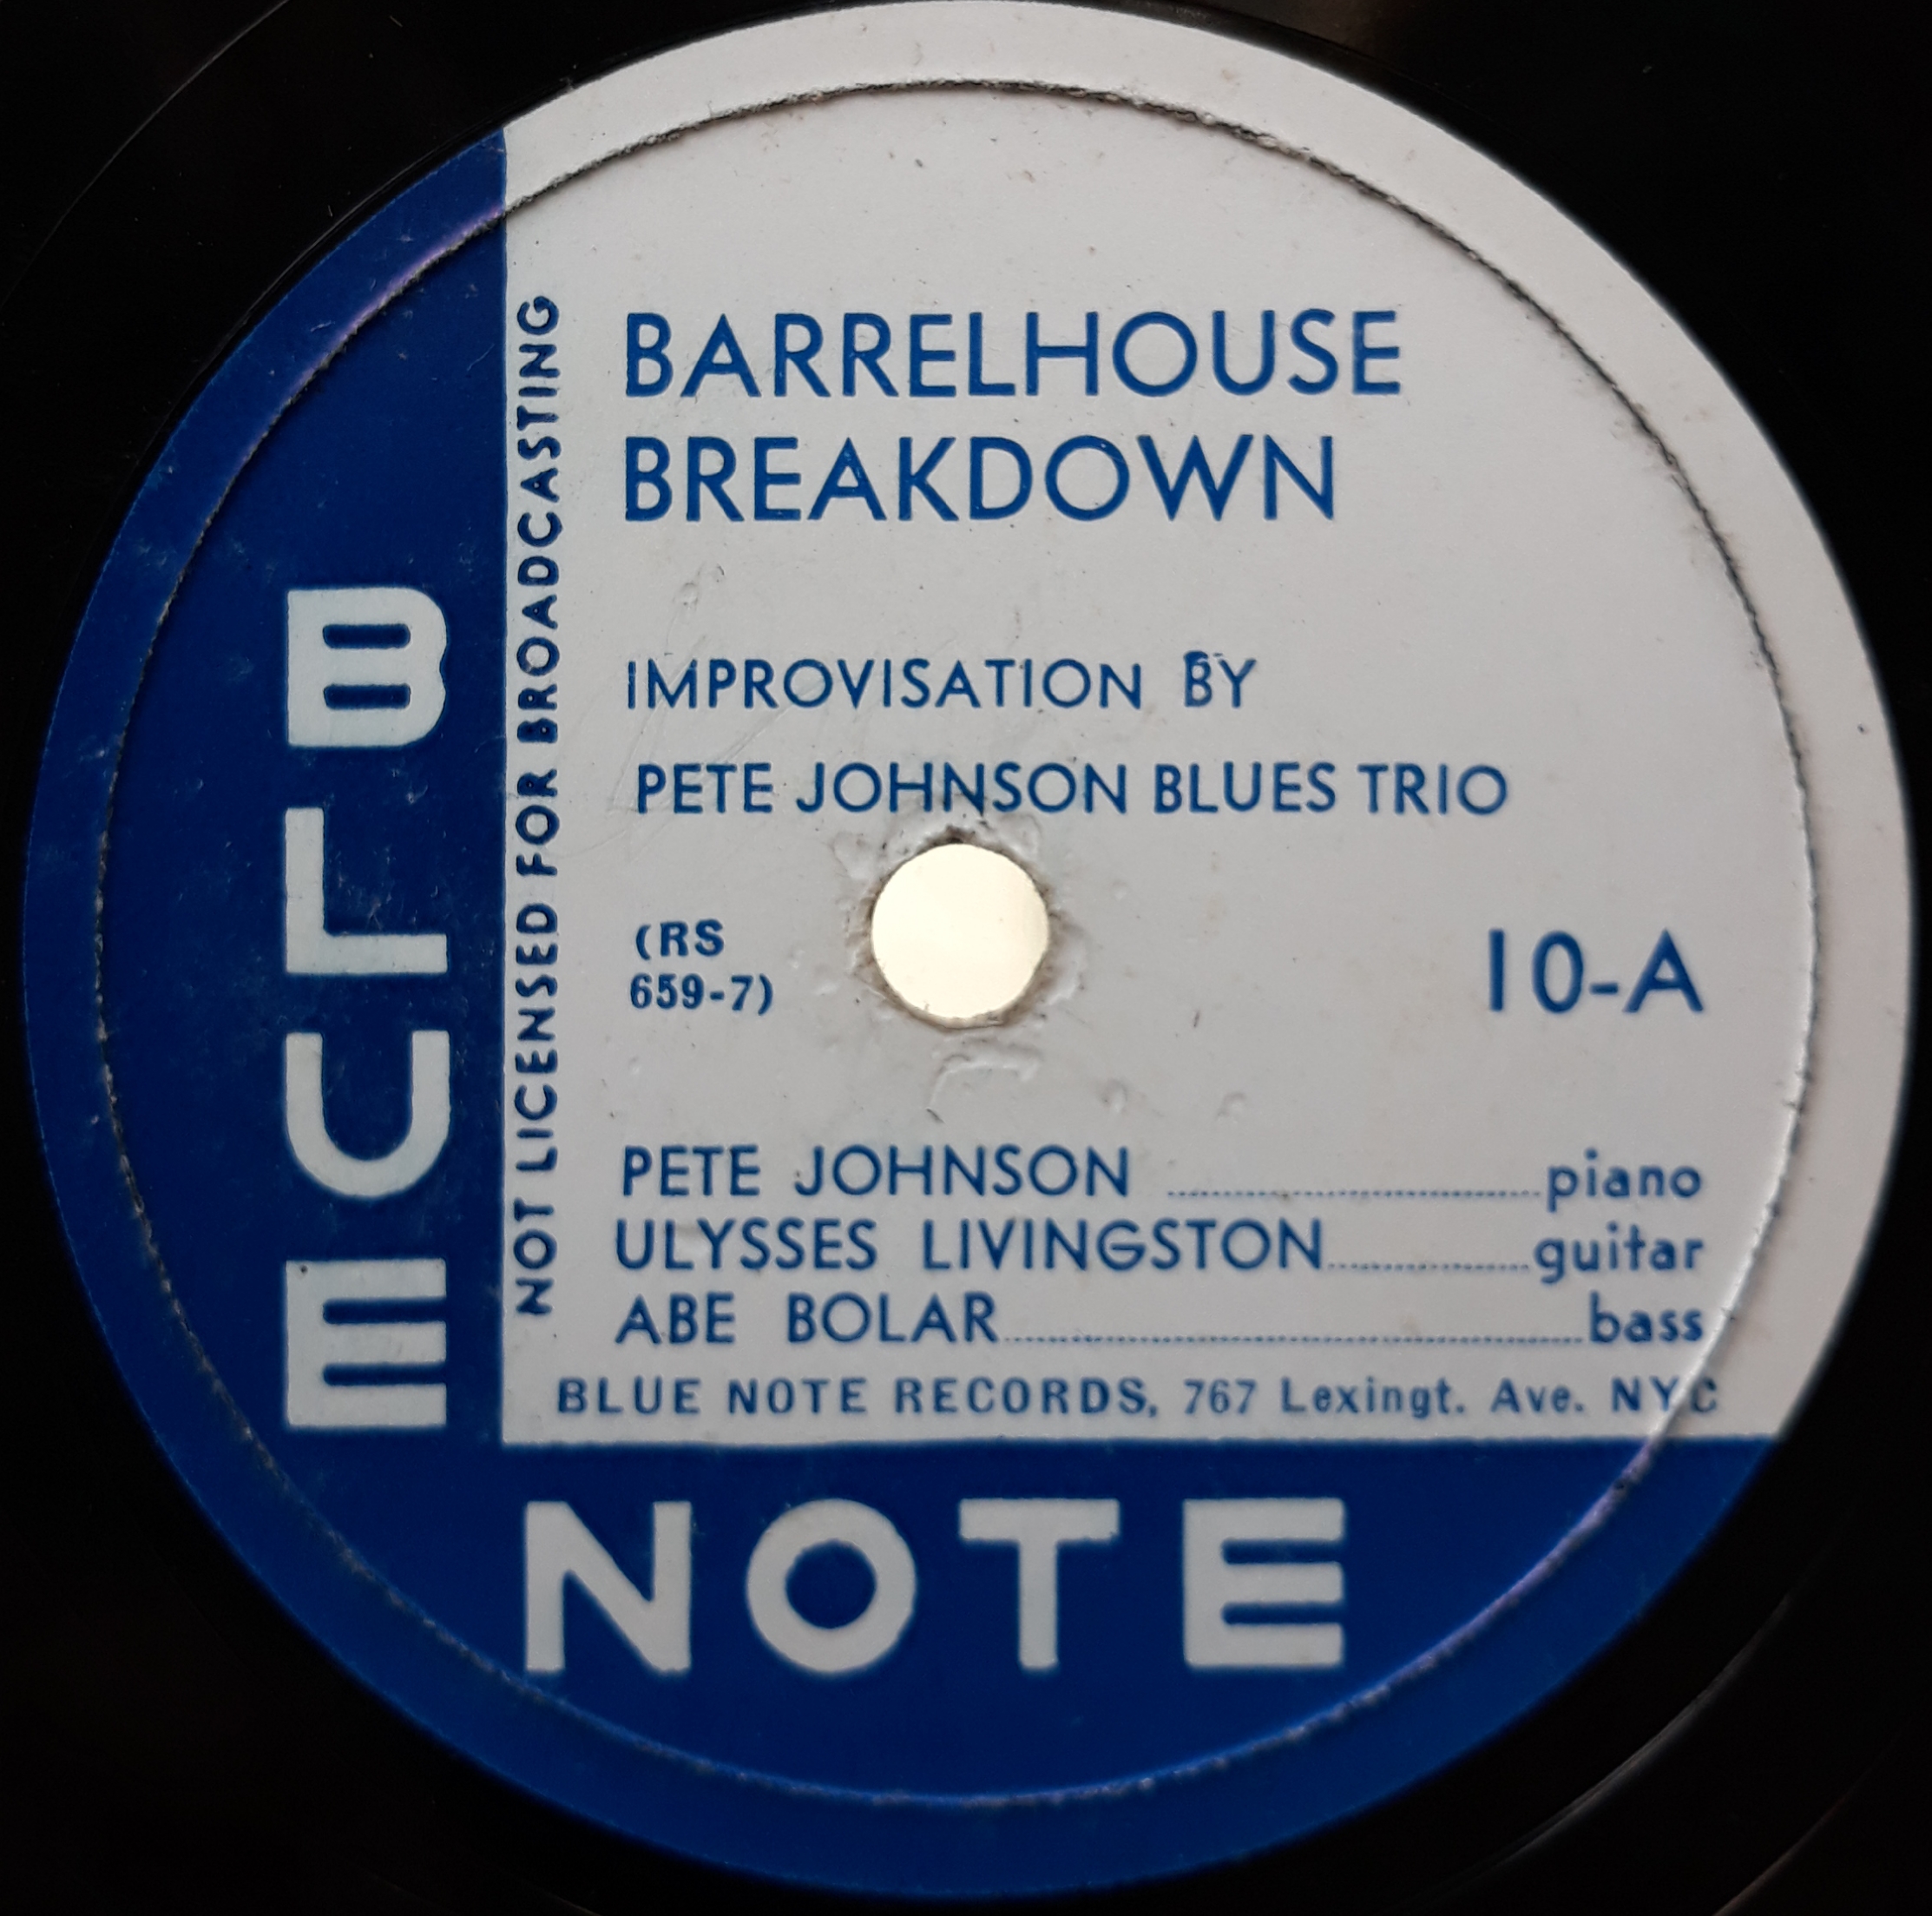 BLUE
NOT LICENSED FOR BROADCASTING
BARRELHOUSE
BREAKDOWN
IMPROVISATION BY
PETE JOHNSON BLUES TRIO
(RS
659-7)
10-A
PETE JOHNSON ........ piano
ULYSSES LIVINGSTON ........ guitar
ABE BOLAR ........ bass
BLUE NOTE RECORDS, 767 Lexingt. Ave. NYC
NOTE